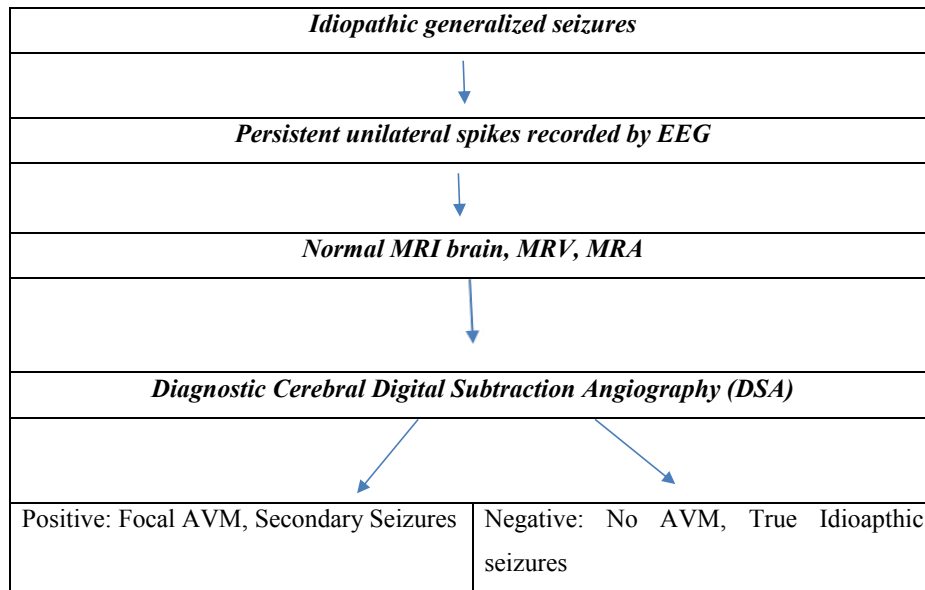 Idiopathic generalized seizures
Persistent unilateral spikes recorded by EEG
Normal MRI brain, MRV, MRA
Diagnostic Cerebral Digital Subtraction Angiography (DSA)
Positive: Focal AVM, Secondary Seizures
Negative: No AVM, True Idioapthic
seizures